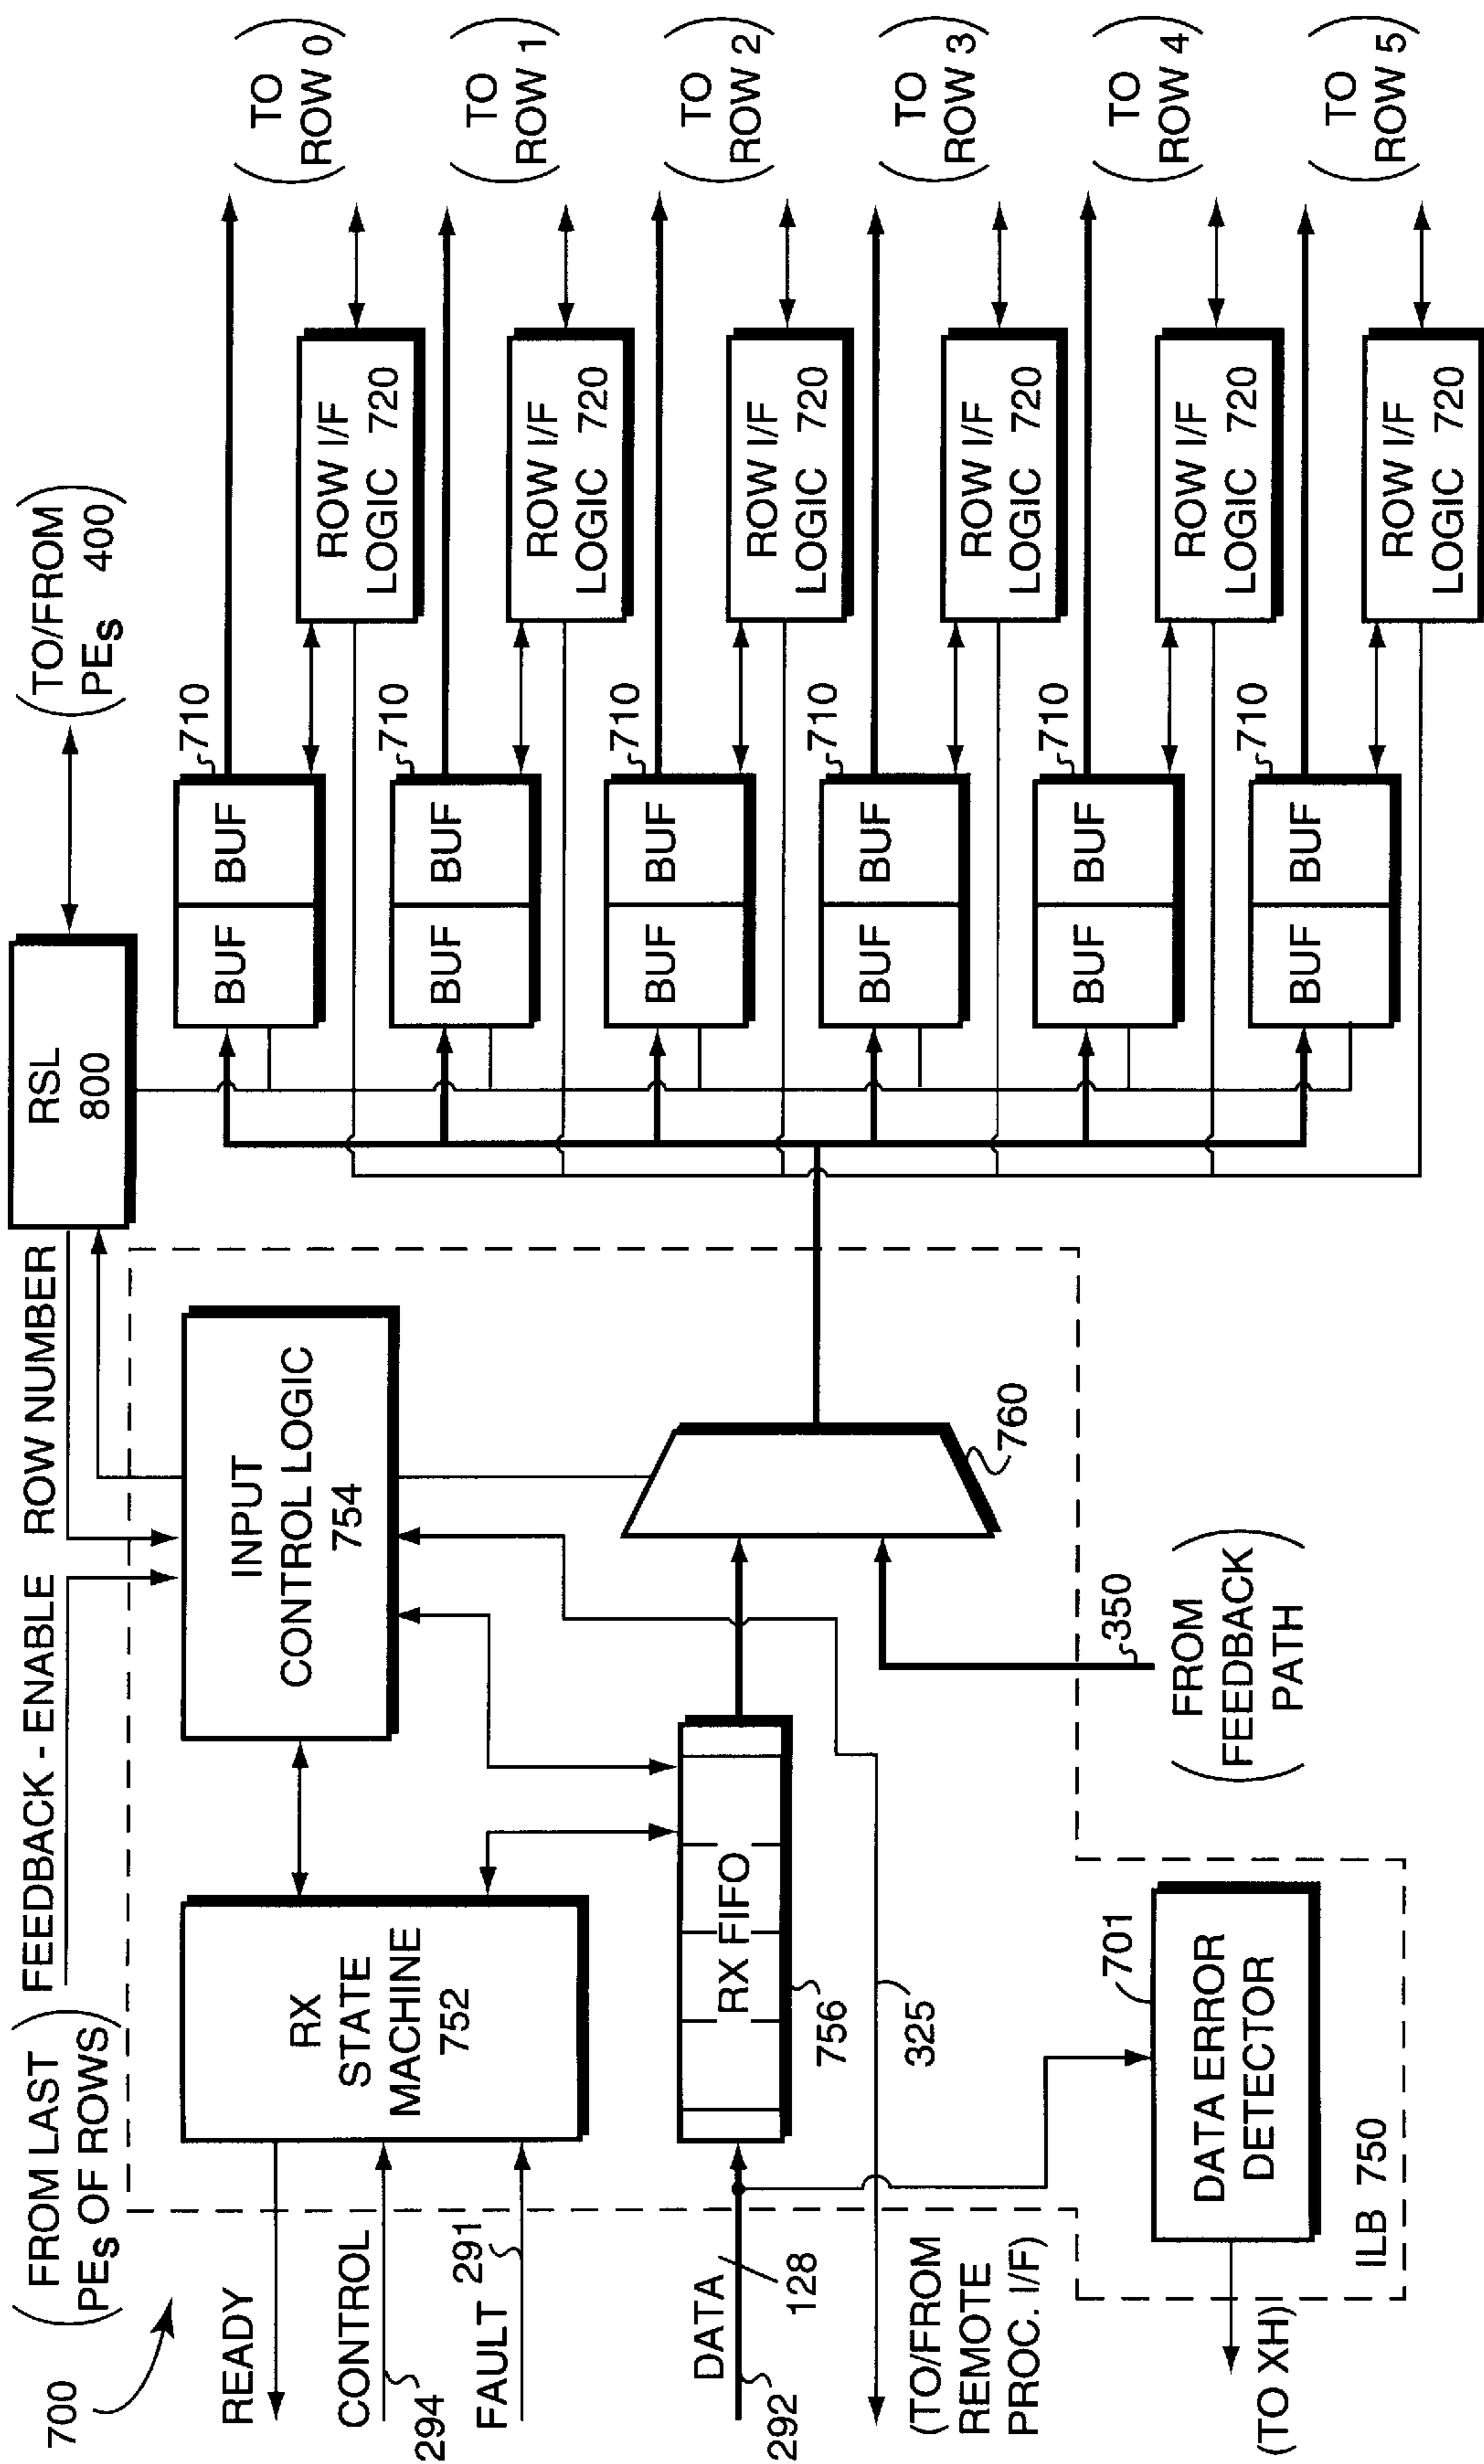 700
(FROM LAST
PEs OF ROWS)
FEEDBACK - ENABLE
ROW NUMBER
RSL
800
(TO/FROM
PEs 400)
READY
CONTROL
294
FAULT 291
RX
STATE
MACHINE
752
INPUT
CONTROL LOGIC
754
DATA
128
292
RX FIFO
756
325
760
350
(FROM
FEEDBACK
PATH)
(TO/FROM
REMOTE
PROC. I/F)
701
DATA ERROR
DETECTOR
ILB 750
(TO XH)
BUF BUF
710
ROW I/F
LOGIC 720
(TO
ROW 0)
BUF BUF
710
ROW I/F
LOGIC 720
(TO
ROW 1)
BUF BUF
710
ROW I/F
LOGIC 720
(TO
ROW 2)
BUF BUF
710
ROW I/F
LOGIC 720
(TO
ROW 3)
BUF BUF
710
ROW I/F
LOGIC 720
(TO
ROW 4)
BUF BUF
710
ROW I/F
LOGIC 720
(TO
ROW 5)